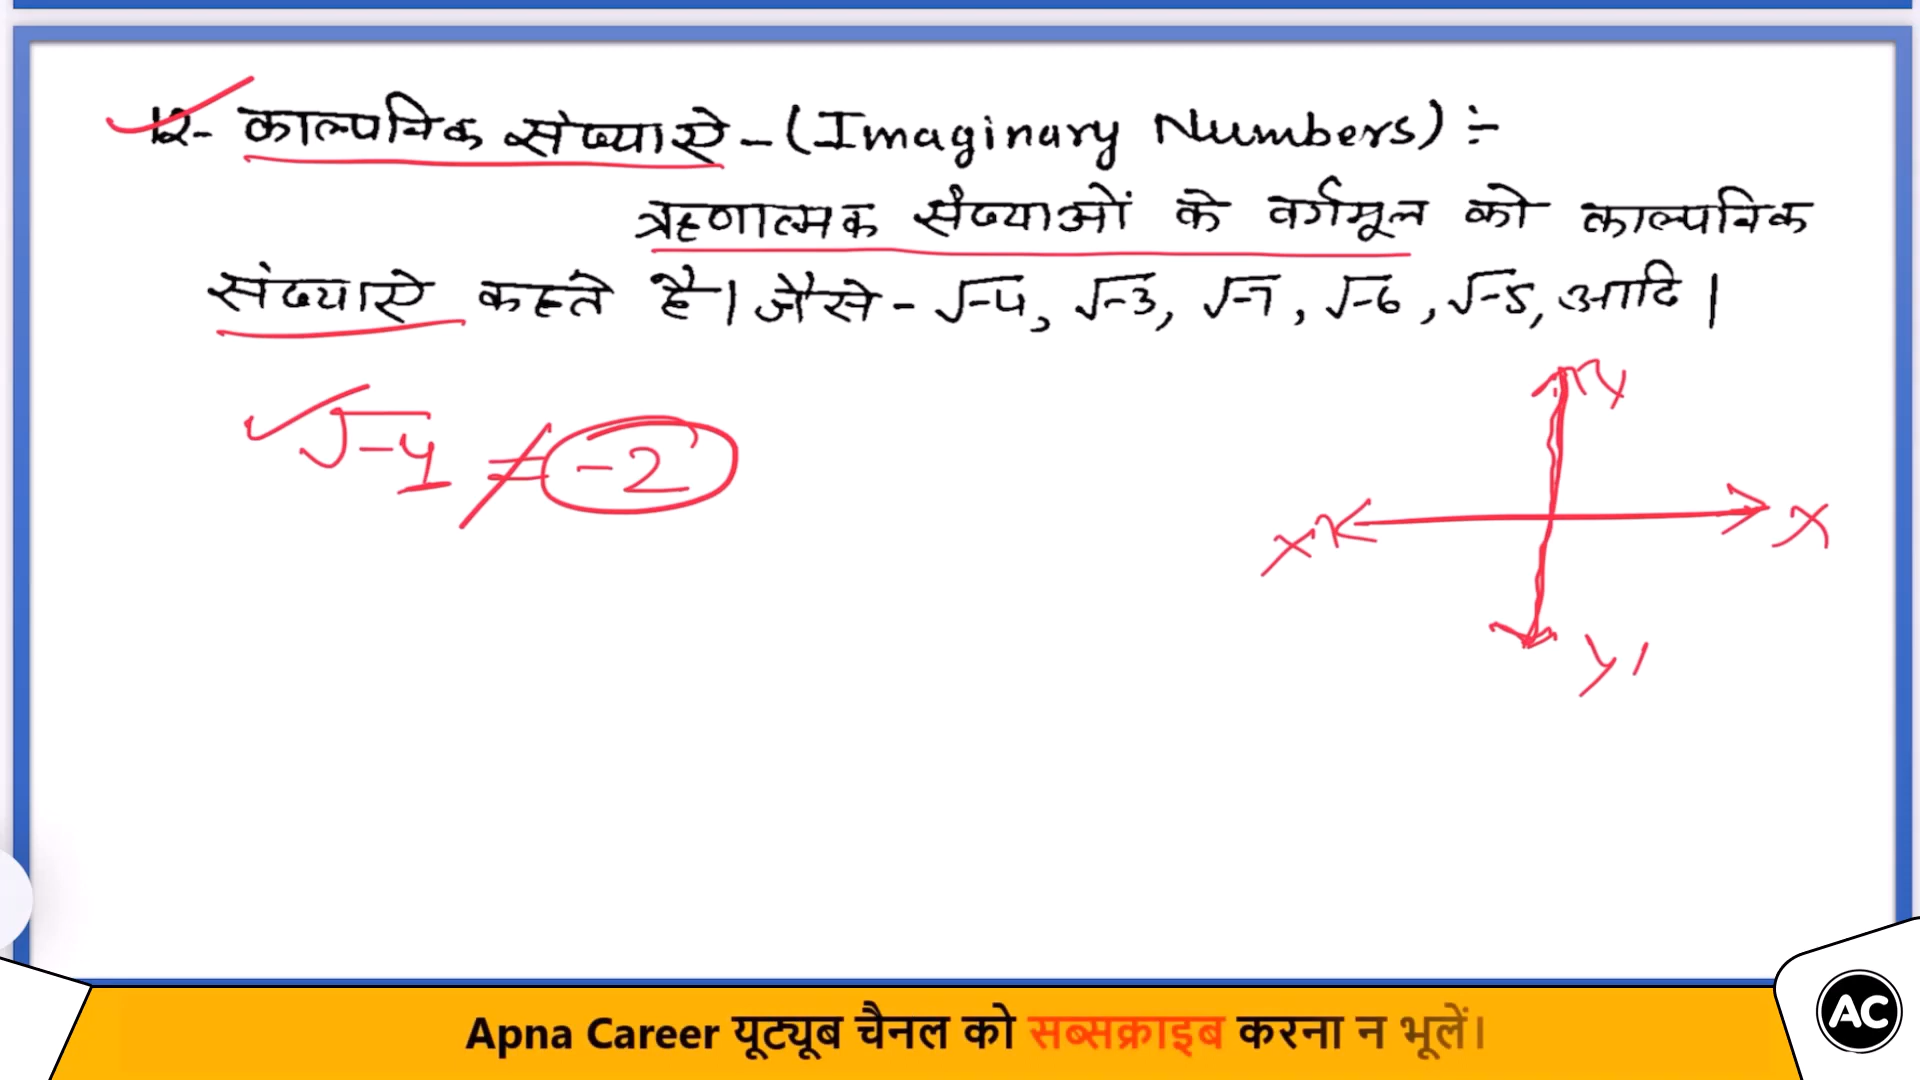 12- काल्पनिक संख्याऐ - (Imaginary Numbers) :-
ऋणात्मक संख्याओं के वर्गमूल को काल्पनिक
संख्याऐ कहते है। जैसे - √-4, √-3, √-7, √-6, √-5, आदि।
√-4 ≠ -2
y
x' x
y'
Apna Career यूट्यूब चैनल को सब्सक्राइब करना न भूलें।
AC